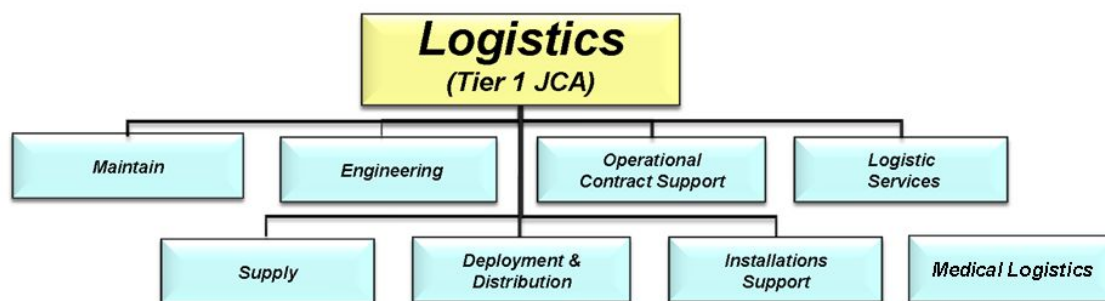 Logistics
(Tier 1 JCA)
Maintain
Engineering
Operational
Contract Support
Logistic
Services
Supply
Deployment &
Distribution
Installations
Support
Medical Logistics